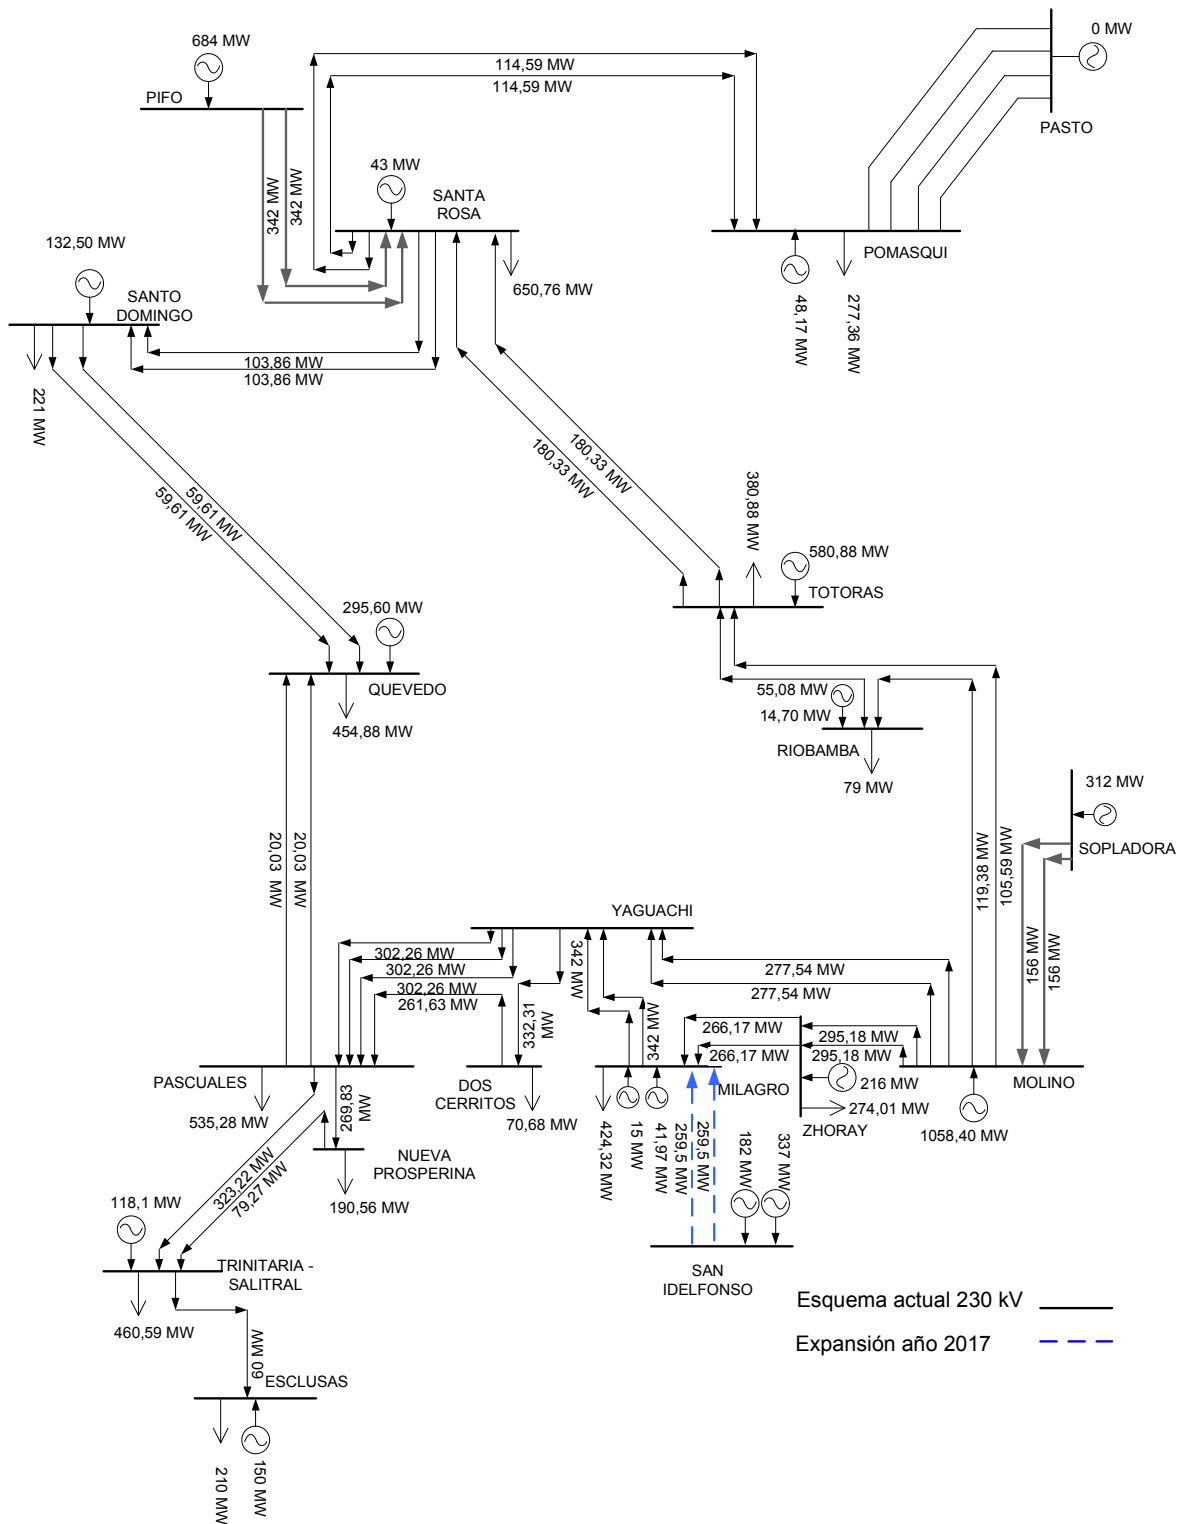 684 MW
0 MW
114,59 MW
114,59 MW
PIFO
PASTO
342 MW
342 MW
43 MW
SANTA
ROSA
132,50 MW
POMASQUI
650,76 MW
SANTO
DOMINGO
48,17 MW
277,36 MW
103,86 MW
103,86 MW
221 MW
180,33 MW
180,33 MW
59,61 MW
59,61 MW
380,88 MW
580,88 MW
TOTORAS
295,60 MW
QUEVEDO
55,08 MW
14,70 MW
454,88 MW
RIOBAMBA
79 MW
312 MW
SOPLADORA
20,03 MW
20,03 MW
119,38 MW
105,59 MW
YAGUACHI
302,26 MW
302,26 MW
302,26 MW
261,63 MW
342 MW
332,31
MW
342 MW
277,54 MW
277,54 MW
156 MW
156 MW
266,17 MW
266,17 MW
295,18 MW
295,18 MW
PASCUALES
DOS
CERRITOS
MILAGRO
216 MW
MOLINO
535,28 MW
269,83
MW
70,68 MW
274,01 MW
ZHORAY
1058,40 MW
424,32 MW
15 MW
41,97 MW
259,5 MW
259,5 MW
182 MW
337 MW
NUEVA
PROSPERINA
323,22 MW
79,27 MW
190,56 MW
118,1 MW
TRINITARIA -
SALITRAL
SAN
IDELFONSO
460,59 MW
Esquema actual 230 kV
Expansión año 2017
60 MW
ESCLUSAS
210 MW
150 MW